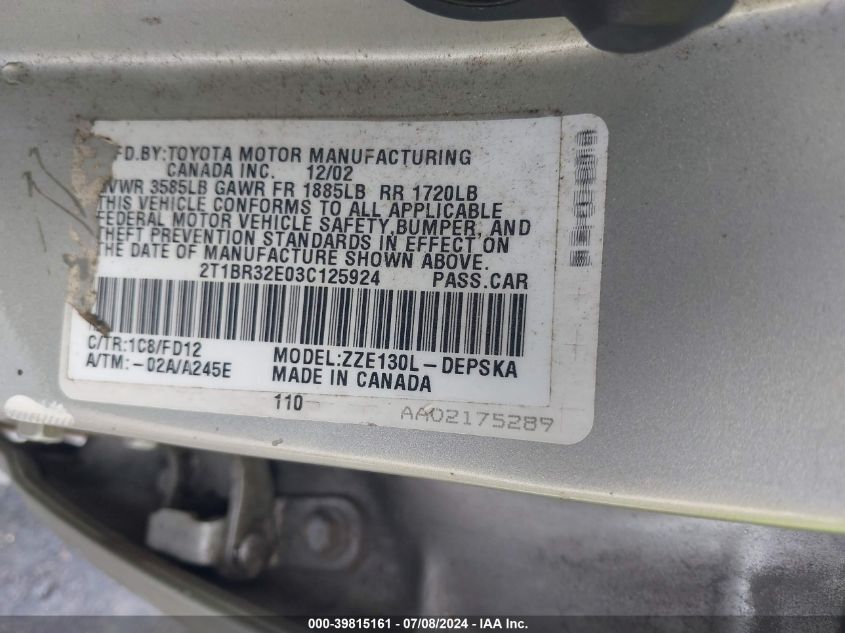 FD.BY:TOYOTA MOTOR MANUFACTURING
CANADA INC. 12/02
VWR 3585LB GAWR FR 1885LB RR 1720LB
THIS VEHICLE CONFORMS TO ALL APPLICABLE
FEDERAL MOTOR VEHICLE SAFETY,BUMPER, AND
THEFT PREVENTION STANDARDS IN EFFECT ON
THE DATE OF MANUFACTURE SHOWN ABOVE.
2T1BR32E03C125924 PASS.CAR
C/TR:1C8/FD12
A/TM:-02A/A245E
MODEL:ZZE130L-DEPSKA
MADE IN CANADA
110
AA02175289
000-39815161 - 07/08/2024 - IAA Inc.